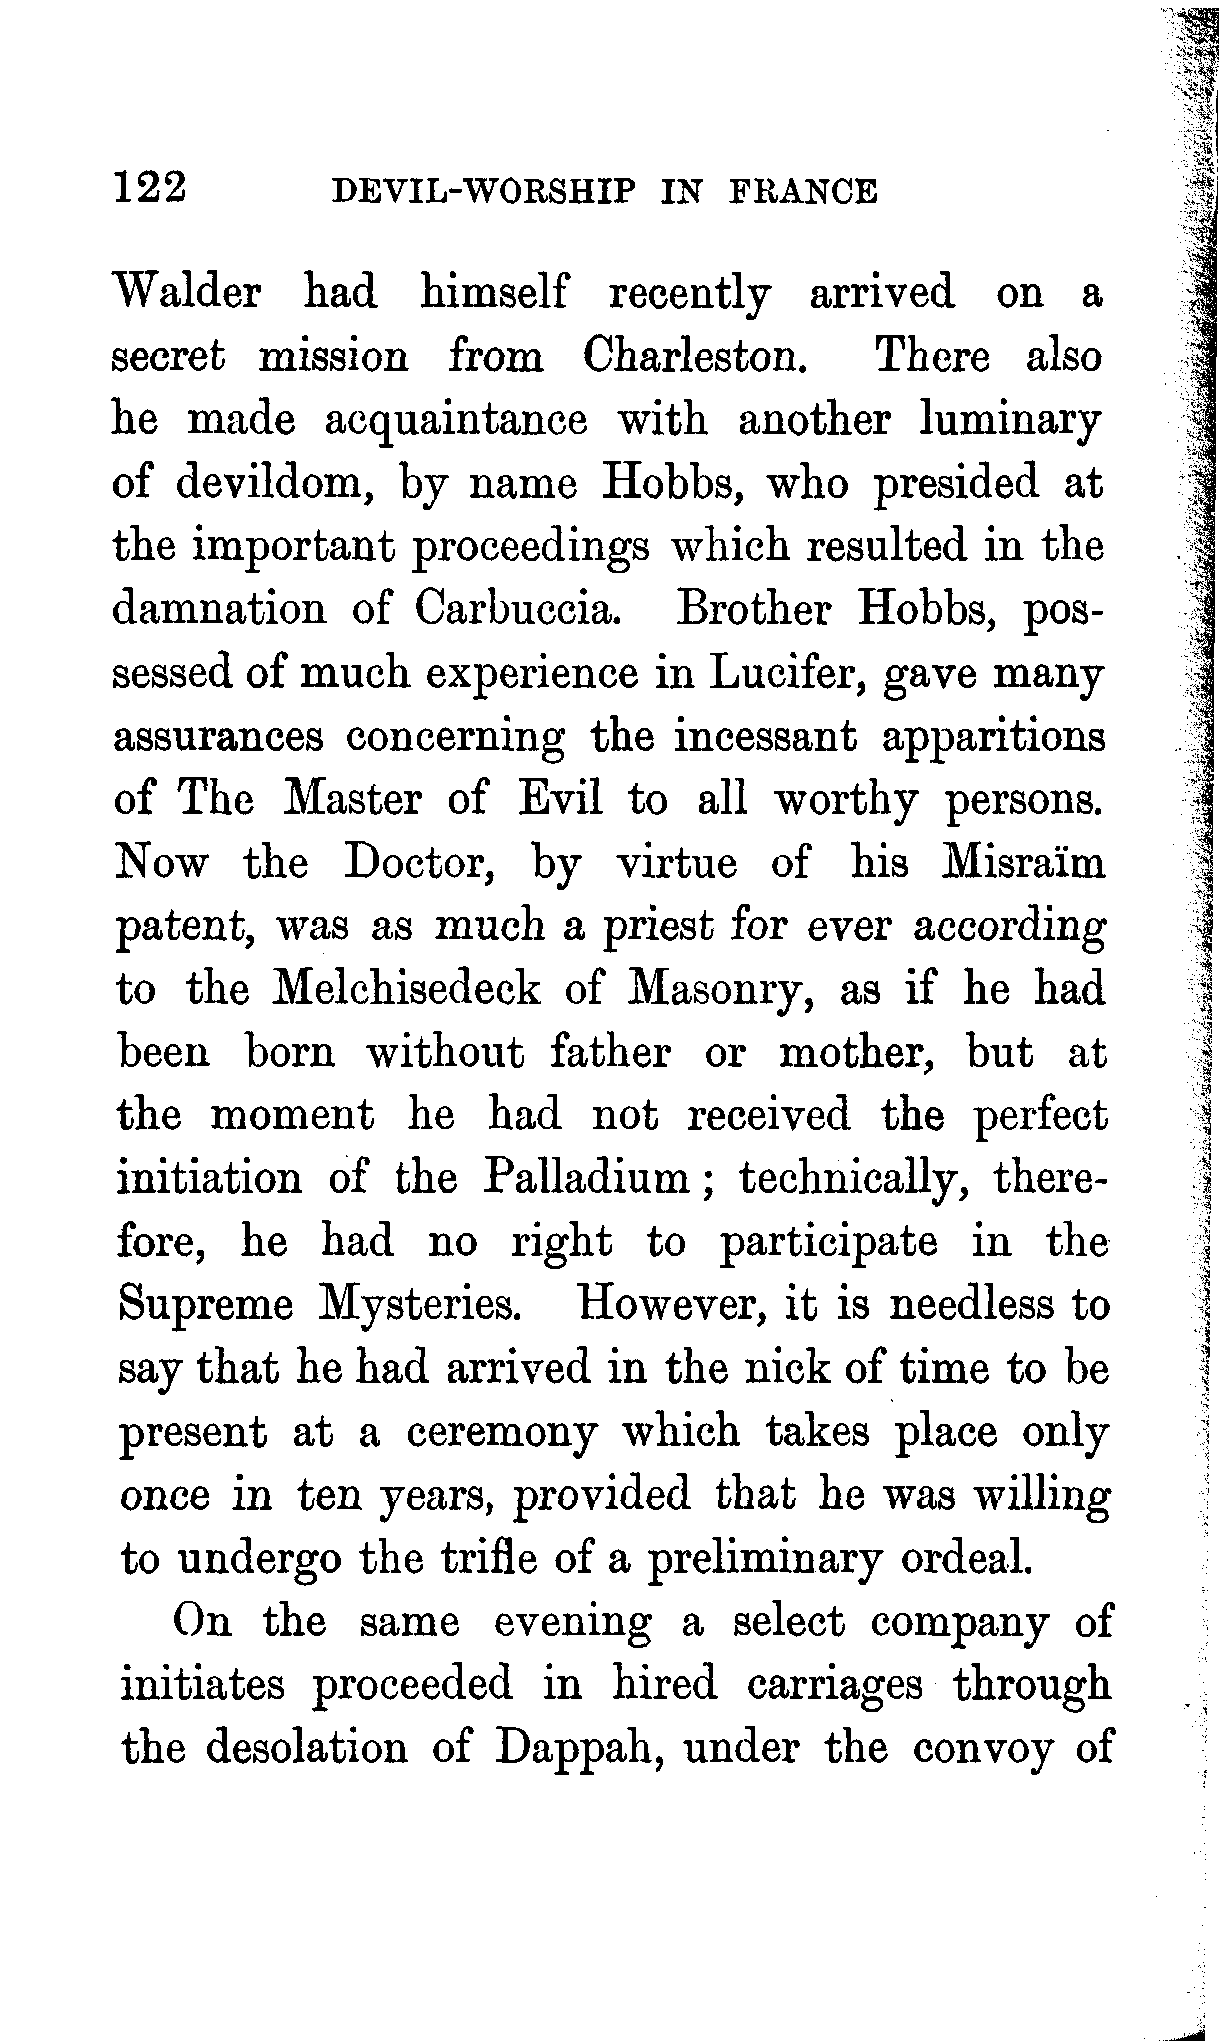 122 DEVIL-WORSHIP IN FRANCE
Walder had himself recently arrived on a
secret mission from Charleston. There also
he made acquaintance with another luminary
of devildom, by name Hobbs, who presided at
the important proceedings which resulted in the
damnation of Carbuccia. Brother Hobbs, pos-
sessed of much experience in Lucifer, gave many
assurances concerning the incessant apparitions
of The Master of Evil to all worthy persons.
Now the Doctor, by virtue of his Misraïm
patent, was as much a priest for ever according
to the Melchisedeck of Masonry, as if he had
been born without father or mother, but at
the moment he had not received the perfect
initiation of the Palladium ; technically, there-
fore, he had no right to participate in the
Supreme Mysteries. However, it is needless to
say that he had arrived in the nick of time to be
present at a ceremony which takes place only
once in ten years, provided that he was willing
to undergo the trifle of a preliminary ordeal.
On the same evening a select company of
initiates proceeded in hired carriages through
the desolation of Dappah, under the convoy of